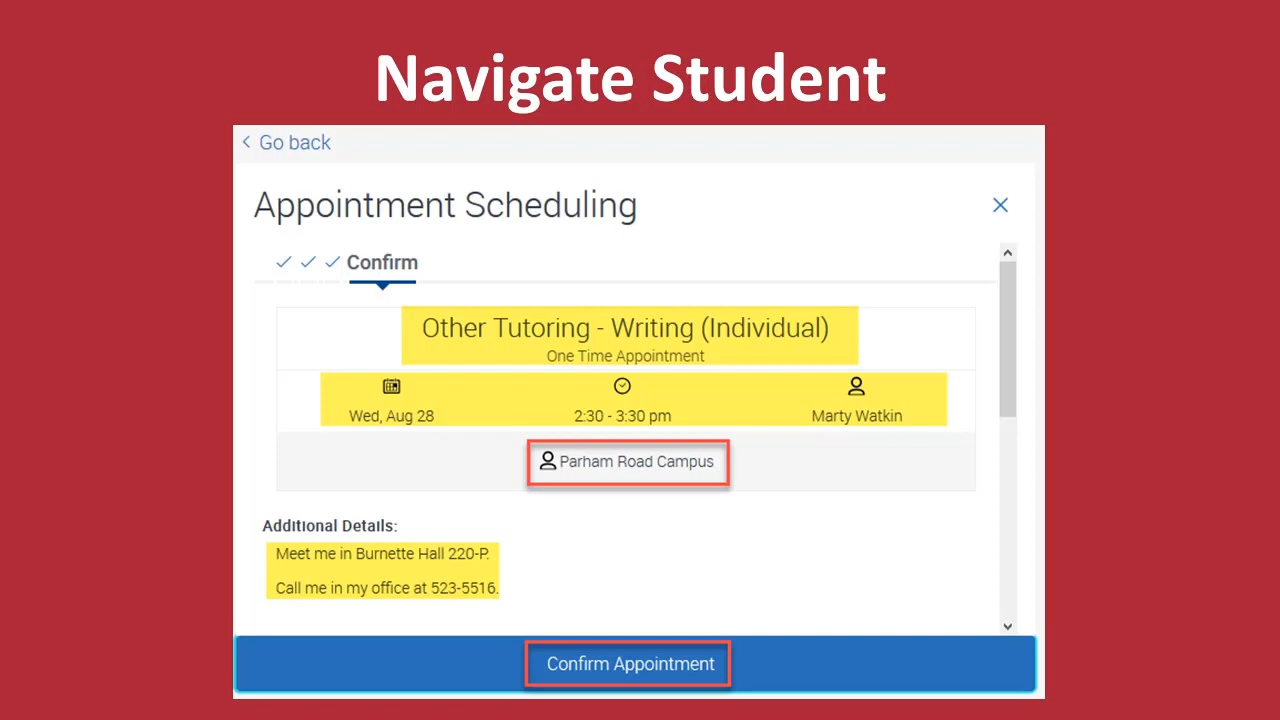 Navigate Student
Go back
Appointment Scheduling
Confirm
Other Tutoring - Writing (Individual)
One Time Appointment
Wed, Aug 28
2:30 - 3:30 pm
Marty Watkin
Parham Road Campus
Additional Details:
Meet me in Burnette Hall 220-P.
Call me in my office at 523-5516.
Confirm Appointment